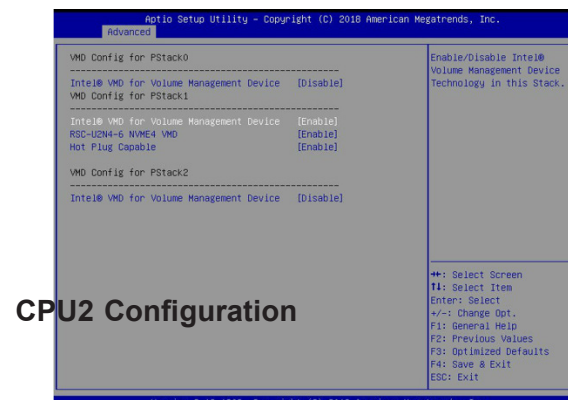 Aptio Setup Utility – Copyright (C) 2018 American Megatrends, Inc.
Advanced
VMD Config for PStack0
------------------------------------------------
Intel® VMD for Volume Management Device [Disable]
VMD Config for PStack1
------------------------------------------------
Intel® VMD for Volume Management Device [Enable]
RSC-U2N4-6 NVME4 VMD [Enable]
Hot Plug Capable [Enable]
VMD Config for PStack2
------------------------------------------------
Intel® VMD for Volume Management Device [Disable]
Enable/Disable Intel®
Volume Management Device
Technology in this Stack.
→←: Select Screen
↑↓: Select Item
Enter: Select
+/-: Change Opt.
F1: General Help
F2: Previous Values
F3: Optimized Defaults
F4: Save & Exit
ESC: Exit
CPU2 Configuration